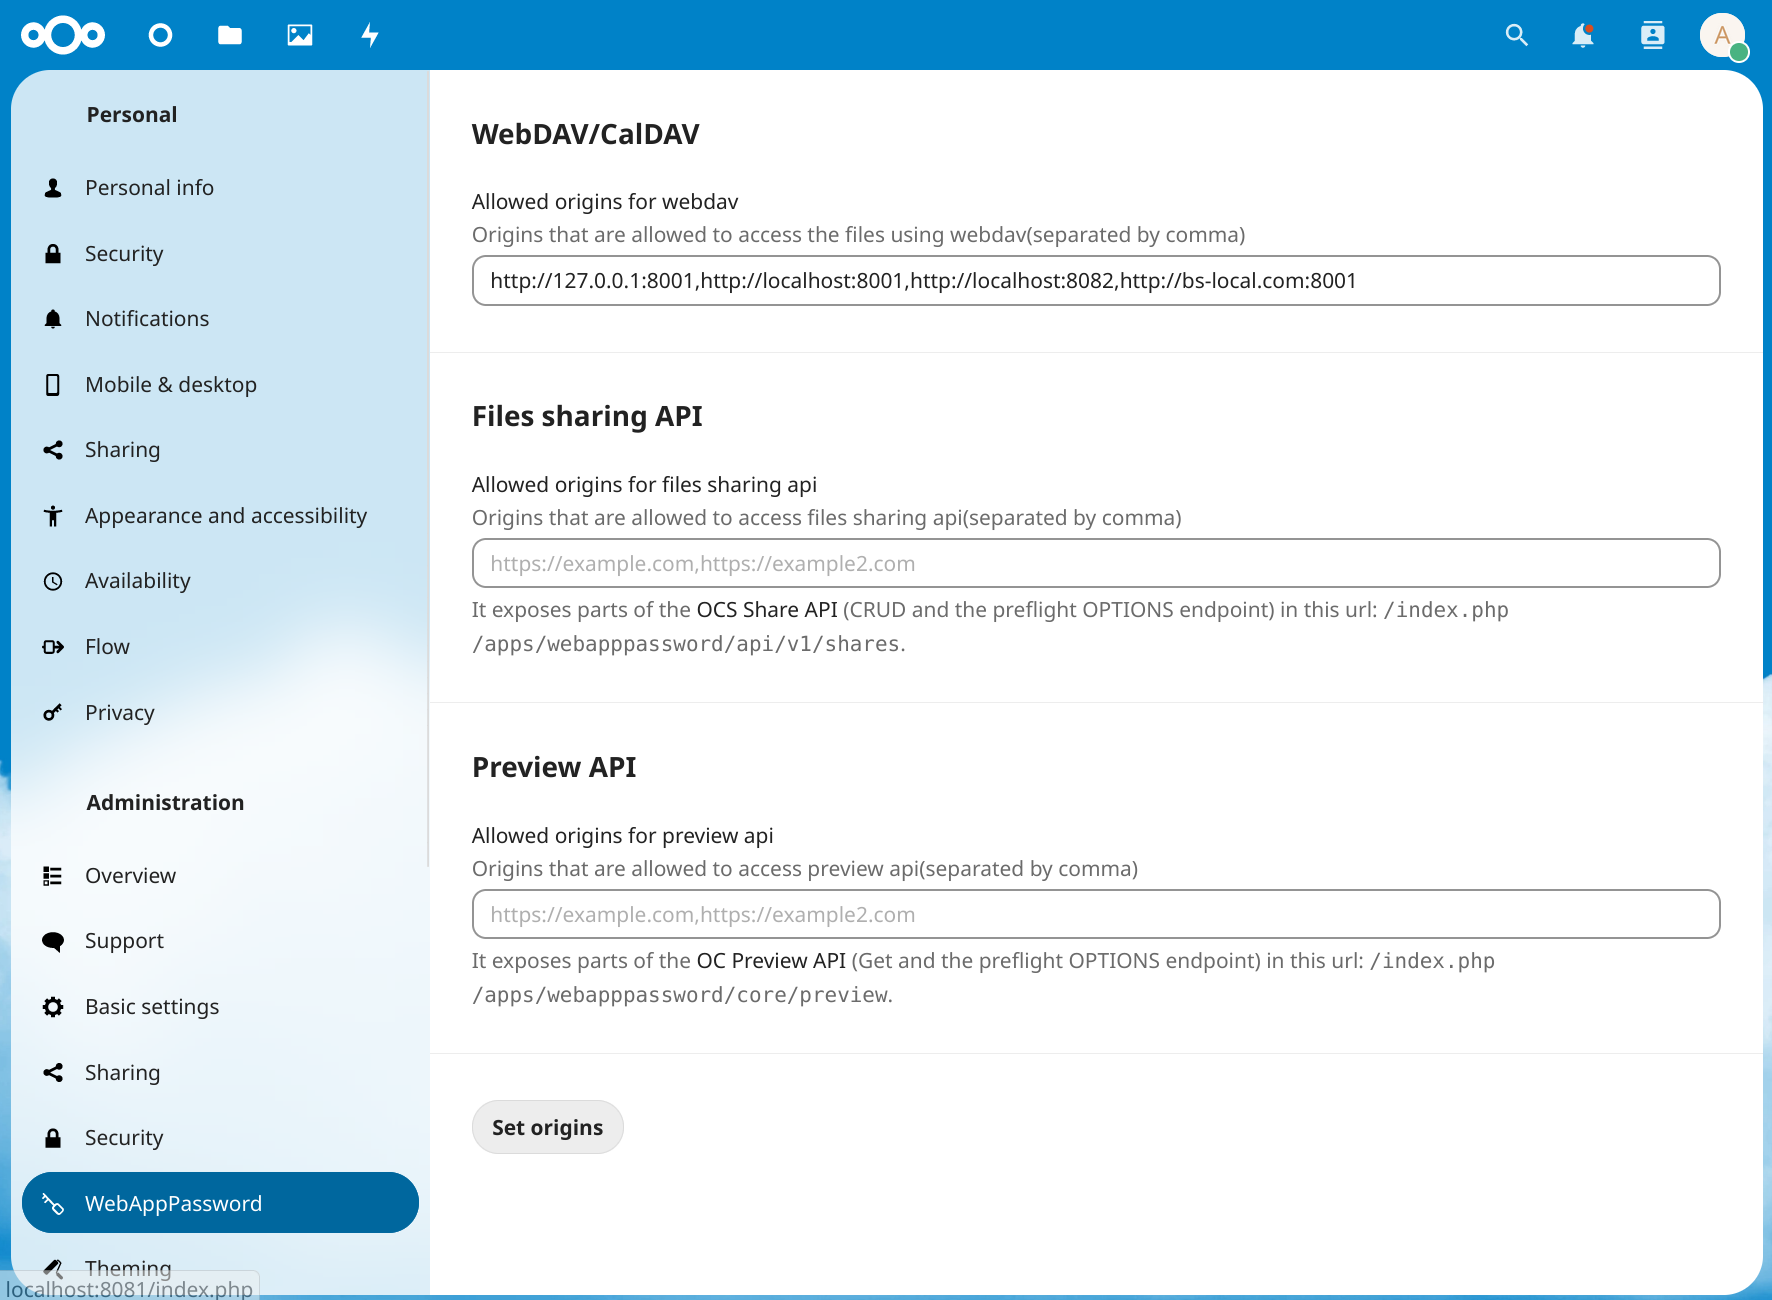 A
Personal
Personal info
Security
Notifications
Mobile & desktop
Sharing
Appearance and accessibility
Availability
Flow
Privacy
Administration
Overview
Support
Basic settings
Sharing
Security
WebAppPassword
Theming
localhost:8081/index.php
WebDAV/CalDAV
Allowed origins for webdav
Origins that are allowed to access the files using webdav(separated by comma)
http://127.0.0.1:8001,http://localhost:8001,http://localhost:8082,http://bs-local.com:8001
Files sharing API
Allowed origins for files sharing api
Origins that are allowed to access files sharing api(separated by comma)
https://example.com,https://example2.com
It exposes parts of the OCS Share API (CRUD and the preflight OPTIONS endpoint) in this url: /index.php
/apps/webapppassword/api/v1/shares.
Preview API
Allowed origins for preview api
Origins that are allowed to access preview api(separated by comma)
https://example.com,https://example2.com
It exposes parts of the OC Preview API (Get and the preflight OPTIONS endpoint) in this url: /index.php
/apps/webapppassword/core/preview.
Set origins